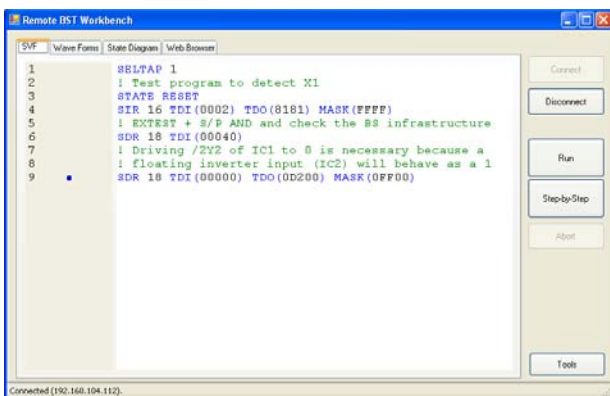 Remote BST Workbench
SVF Wave Forms State Diagram Web Browser
1 SELTAP 1
2 ! Test program to detect X1
3 STATE RESET
4 SIR 16 TDI(0002) TDO(8181) MASK(FFFF)
5 ! EXTEST + S/P AND and check the BS infrastructure
6 SDR 18 TDI(00040)
7 ! Driving /2Y2 of IC1 to 0 is necessary because a
8 ! floating inverter input (IC2) will behave as a 1
9 SDR 18 TDI(00000) TDO(0D200) MASK(0FF00)
Connect
Disconnect
Run
Step-by-Step
Abort
Tools
Connected (192.168.104.112).